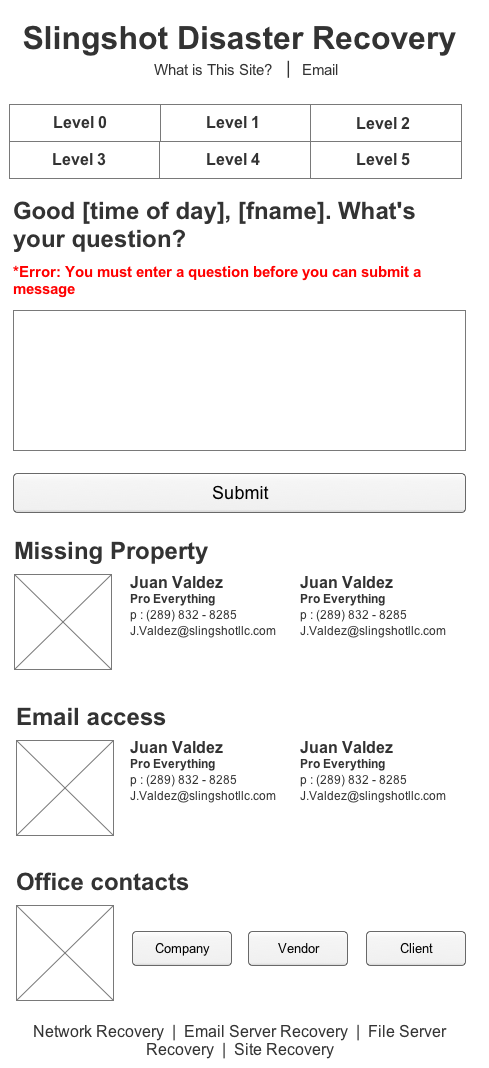 Slingshot Disaster Recovery
What is This Site? | Email
Level 0 Level 1 Level 2
Level 3 Level 4 Level 5
Good [time of day], [fname]. What's
your question?
*Error: You must enter a question before you can submit a
message
Submit
Missing Property
Juan Valdez Juan Valdez
Pro Everything Pro Everything
p : (289) 832 - 8285 p : (289) 832 - 8285
J.Valdez@slingshotllc.com J.Valdez@slingshotllc.com
Email access
Juan Valdez Juan Valdez
Pro Everything Pro Everything
p : (289) 832 - 8285 p : (289) 832 - 8285
J.Valdez@slingshotllc.com J.Valdez@slingshotllc.com
Office contacts
Company Vendor Client
Network Recovery | Email Server Recovery | File Server
Recovery | Site Recovery